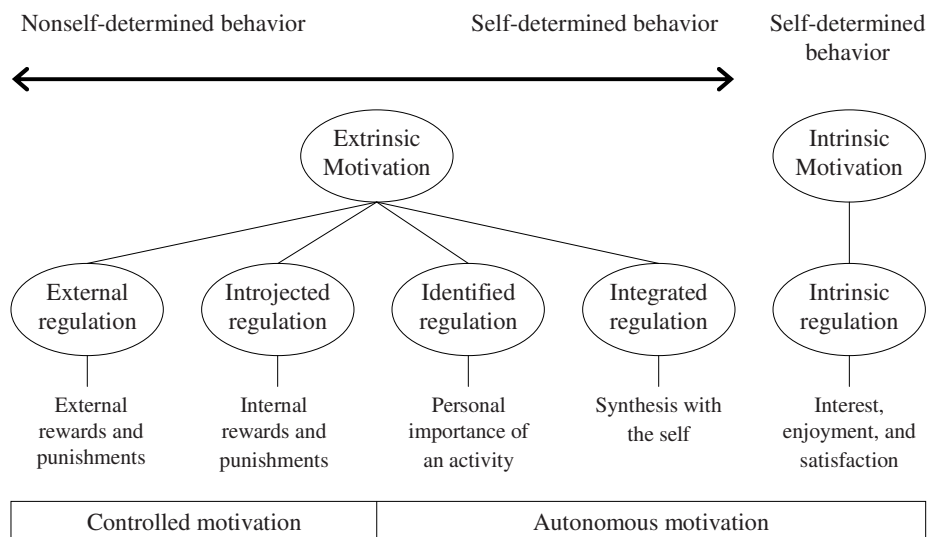 Nonself-determined behavior
Self-determined behavior
Self-determined
behavior
Extrinsic
Motivation
Intrinsic
Motivation
External
regulation
Introjected
regulation
Identified
regulation
Integrated
regulation
Intrinsic
regulation
External
rewards and
punishments
Internal
rewards and
punishments
Personal
importance of
an activity
Synthesis with
the self
Interest,
enjoyment, and
satisfaction
Controlled motivation
Autonomous motivation